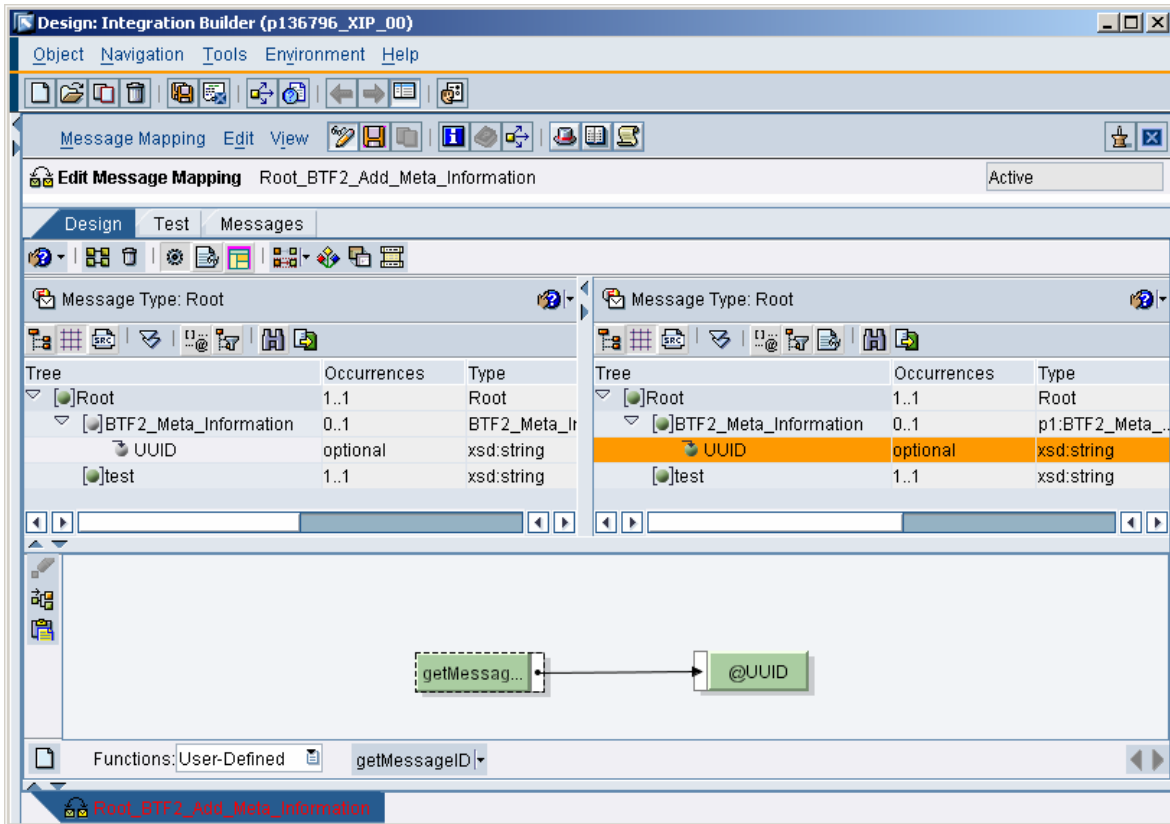 Design: Integration Builder (p136796_XIP_00)
Object Navigation Tools Environment Help
Message Mapping Edit View
Edit Message Mapping Root_BTF2_Add_Meta_Information Active
Design Test Messages
Message Type: Root Message Type: Root
Tree Occurrences Type Tree Occurrences Type
[ ]Root 1..1 Root [ ]Root 1..1 Root
[ ]BTF2_Meta_Information 0..1 BTF2_Meta_Ir [ ]BTF2_Meta_Information 0..1 p1:BTF2_Meta_...
UUID optional xsd:string UUID optional xsd:string
[ ]test 1..1 xsd:string [ ]test 1..1 xsd:string
getMessag... @UUID
Functions: User-Defined getMessageID
Root_BTF2_Add_Meta_Information